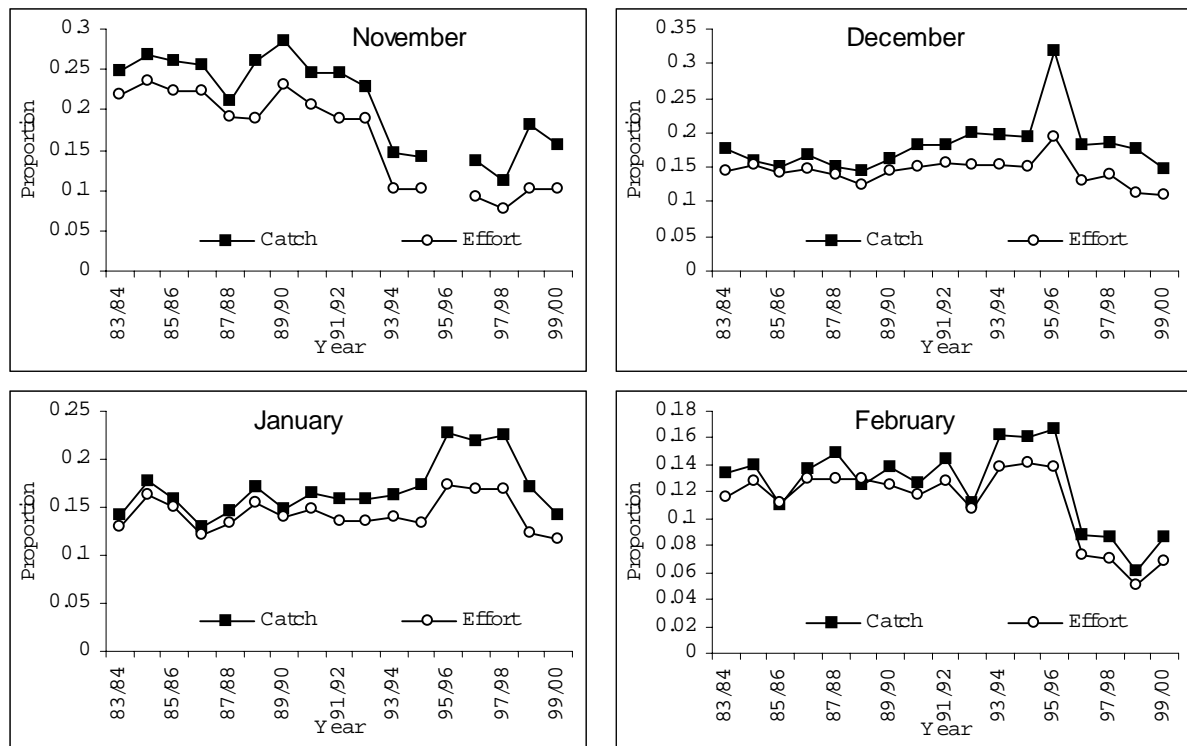 November
0.3
0.25
0.2
0.15
0.1
0.05
0
Proportion
Catch Effort
83/84 85/86 87/88 89/90 91/92 93/94 95/96 97/98 99/00
Year
December
0.35
0.3
0.25
0.2
0.15
0.1
0.05
0
Proportion
Catch Effort
83/84 85/86 87/88 89/90 91/92 93/94 95/96 97/98 99/00
Year
January
0.25
0.2
0.15
0.1
0.05
0
Proportion
Catch Effort
83/84 85/86 87/88 89/90 91/92 93/94 95/96 97/98 99/00
Year
February
0.18
0.16
0.14
0.12
0.1
0.08
0.06
0.04
0.02
0
Proportion
Catch Effort
83/84 85/86 87/88 89/90 91/92 93/94 95/96 97/98 99/00
Year